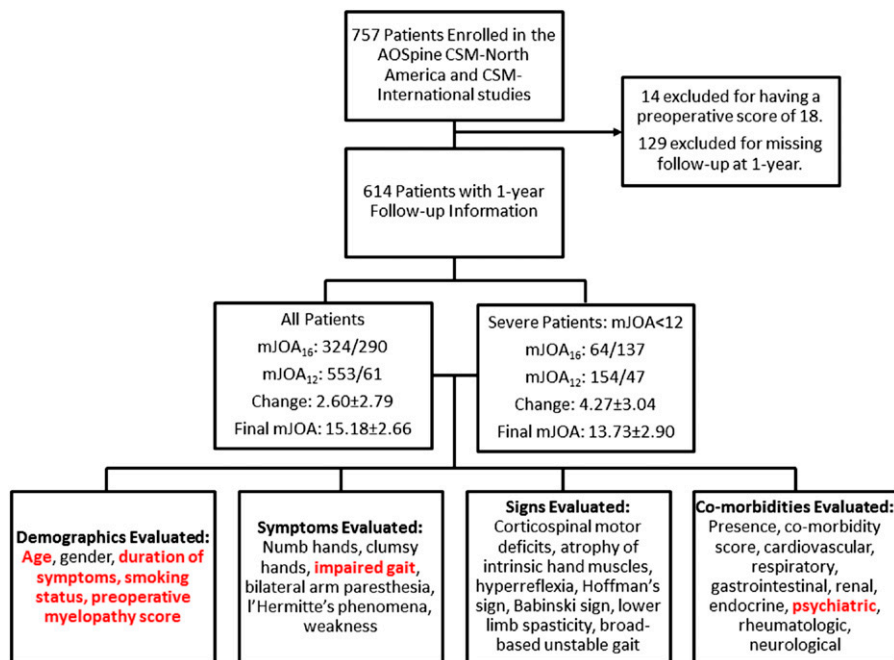 757 Patients Enrolled in the
AOSpine CSM-North
America and CSM-
International studies
14 excluded for having a
preoperative score of 18.
129 excluded for missing
follow-up at 1-year.
614 Patients with 1-year
Follow-up Information
All Patients
mJOA₁₆: 324/290
mJOA₁₂: 553/61
Change: 2.60±2.79
Final mJOA: 15.18±2.66
Severe Patients: mJOA<12
mJOA₁₆: 64/137
mJOA₁₂: 154/47
Change: 4.27±3.04
Final mJOA: 13.73±2.90
Demographics Evaluated:
Age, gender, duration of
symptoms, smoking
status, preoperative
myelopathy score
Symptoms Evaluated:
Numb hands, clumsy
hands, impaired gait,
bilateral arm paresthesia,
l’Hermitte’s phenomena,
weakness
Signs Evaluated:
Corticospinal motor
deficits, atrophy of
intrinsic hand muscles,
hyperreflexia, Hoffman’s
sign, Babinski sign, lower
limb spasticity, broad-
based unstable gait
Co-morbidities Evaluated:
Presence, co-morbidity
score, cardiovascular,
respiratory,
gastrointestinal, renal,
endocrine, psychiatric,
rheumatologic,
neurological